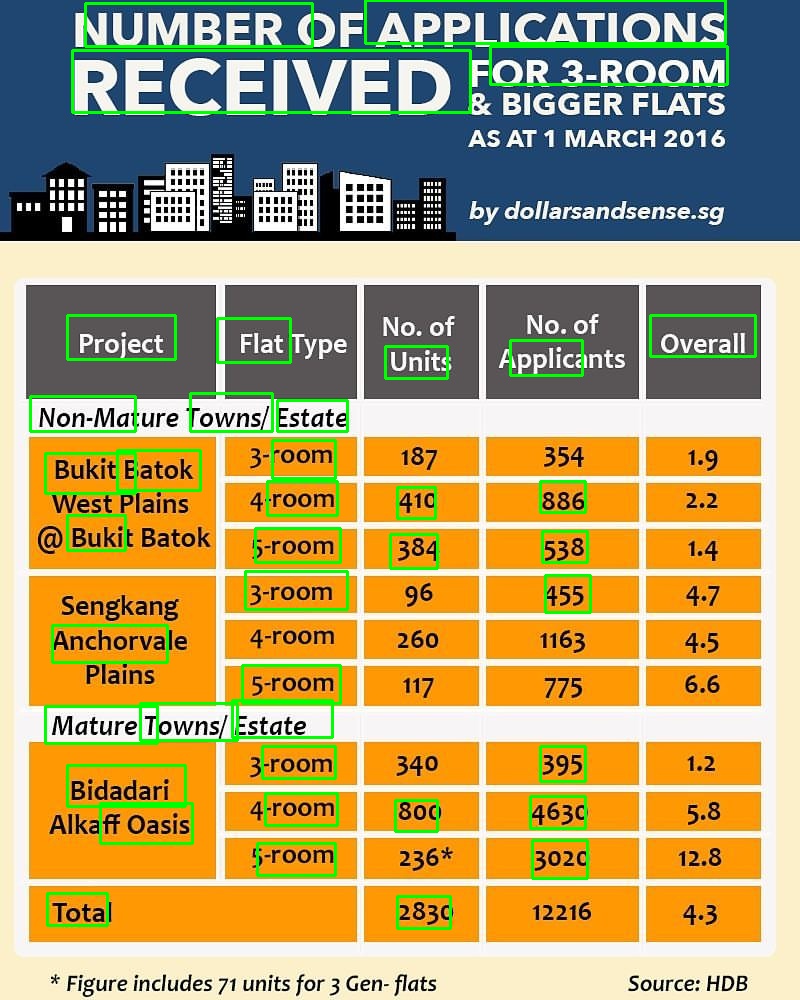 NUMBER OF APPLICATIONS
RECEIVED FOR 3-ROOM
& BIGGER FLATS
AS AT 1 MARCH 2016
by dollarsandsense.sg
Project Flat Type No. of Units No. of Applicants Overall
Non-Mature Towns/ Estate
Bukit Batok
West Plains
@ Bukit Batok
3-room 187 354 1.9
4-room 410 886 2.2
5-room 384 538 1.4
Sengkang
Anchorvale
Plains
3-room 96 455 4.7
4-room 260 1163 4.5
5-room 117 775 6.6
Mature Towns/ Estate
Bidadari
Alkaff Oasis
3-room 340 395 1.2
4-room 800 4630 5.8
5-room 236* 3020 12.8
Total 2830 12216 4.3
* Figure includes 71 units for 3 Gen- flats Source: HDB